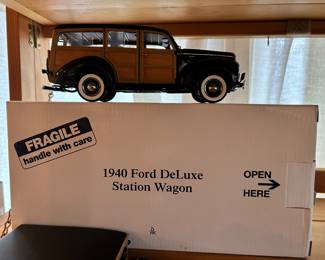 FRAGILE
handle with care
1940 Ford DeLuxe
Station Wagon
OPEN
HERE